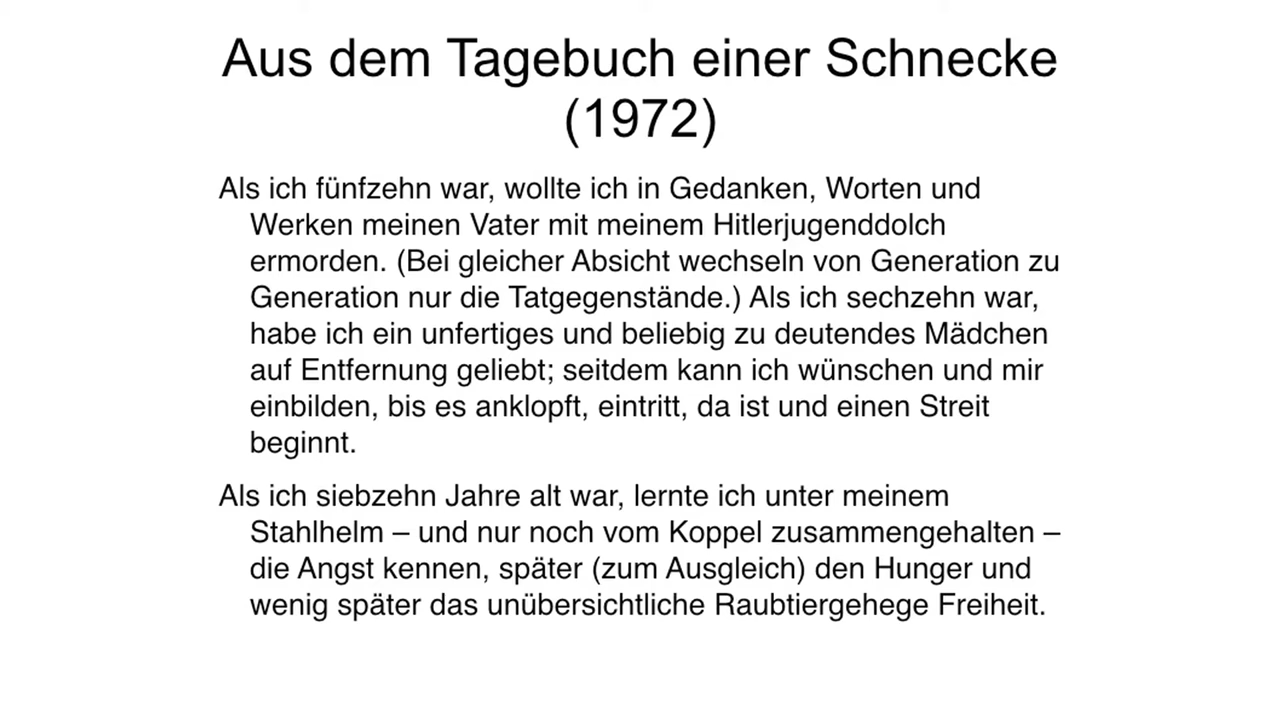 Aus dem Tagebuch einer Schnecke
(1972)
Als ich fünfzehn war, wollte ich in Gedanken, Worten und
Werken meinen Vater mit meinem Hitlerjugenddolch
ermorden. (Bei gleicher Absicht wechseln von Generation zu
Generation nur die Tatgegenstände.) Als ich sechzehn war,
habe ich ein unfertiges und beliebig zu deutendes Mädchen
auf Entfernung geliebt; seitdem kann ich wünschen und mir
einbilden, bis es anklopft, eintritt, da ist und einen Streit
beginnt.
Als ich siebzehn Jahre alt war, lernte ich unter meinem
Stahlhelm – und nur noch vom Koppel zusammengehalten –
die Angst kennen, später (zum Ausgleich) den Hunger und
wenig später das unübersichtliche Raubtiergehege Freiheit.